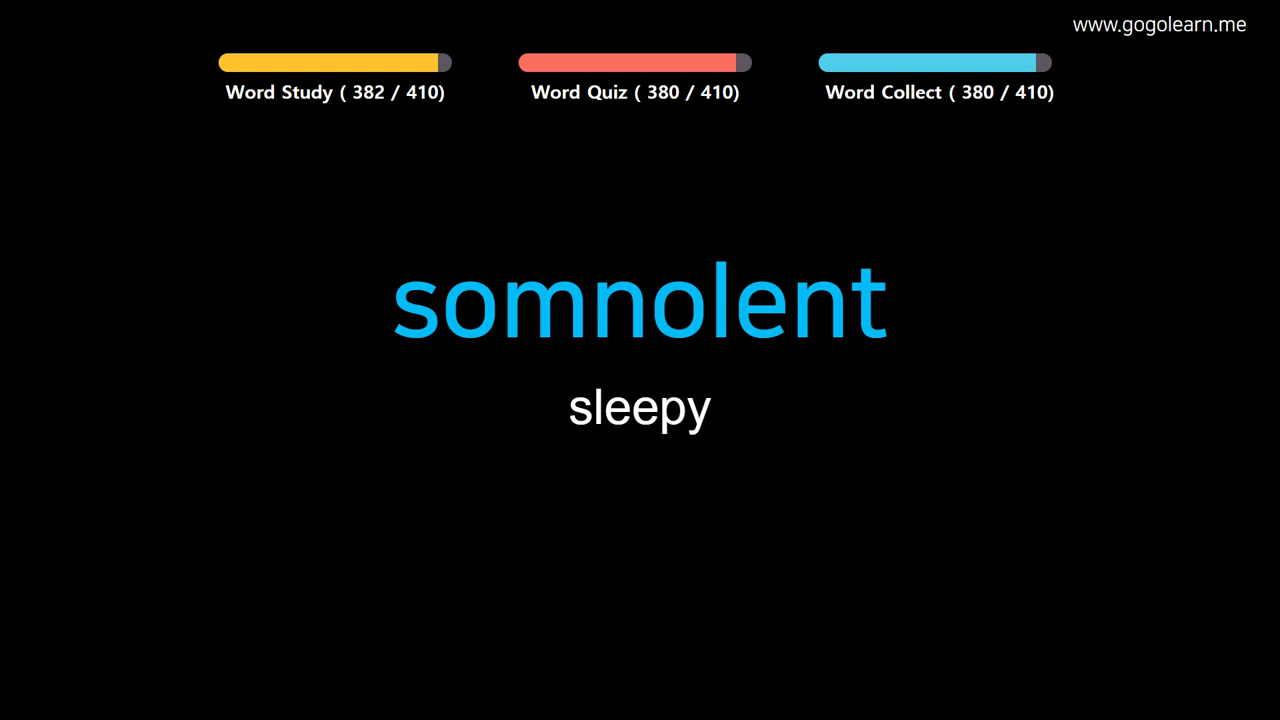 www.gogolearn.me
Word Study ( 382 / 410)
Word Quiz ( 380 / 410)
Word Collect ( 380 / 410)
somnolent
sleepy